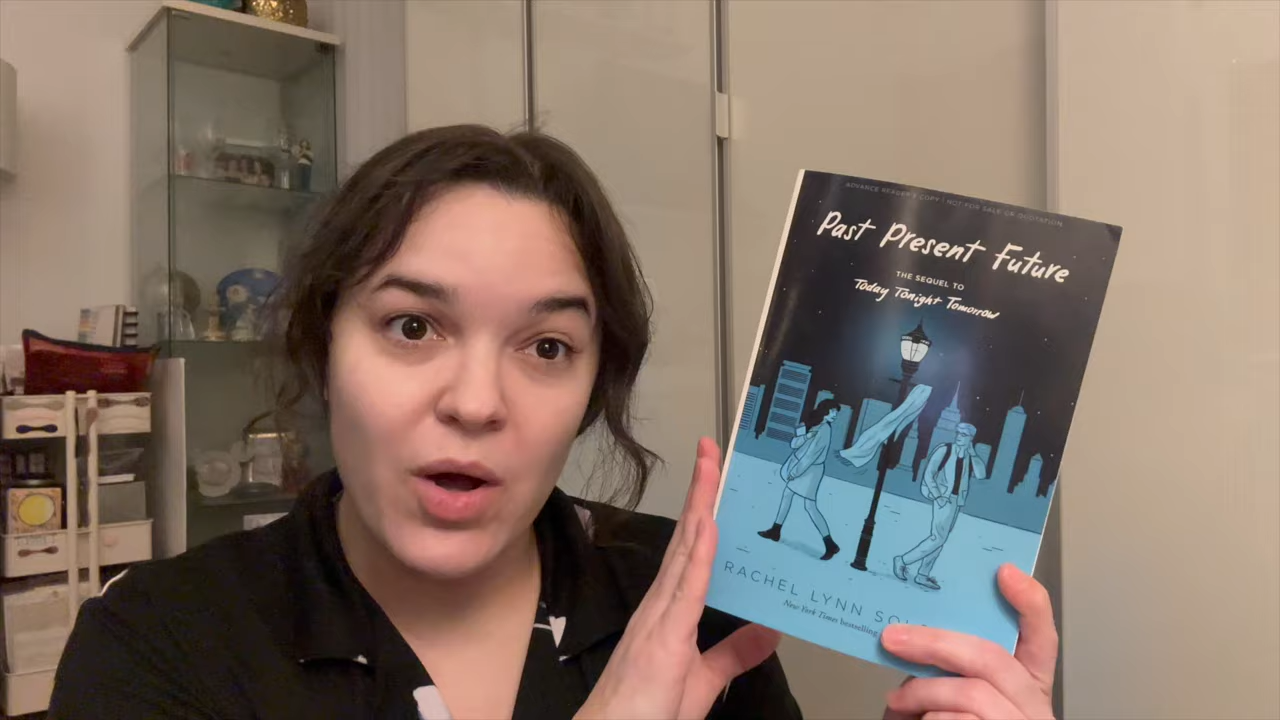 ADVANCE READER'S COPY | NOT FOR SALE OR QUOTATION
Past Present Future
THE SEQUEL TO
Today Tonight Tomorrow
RACHEL LYNN
New York Times bestselling